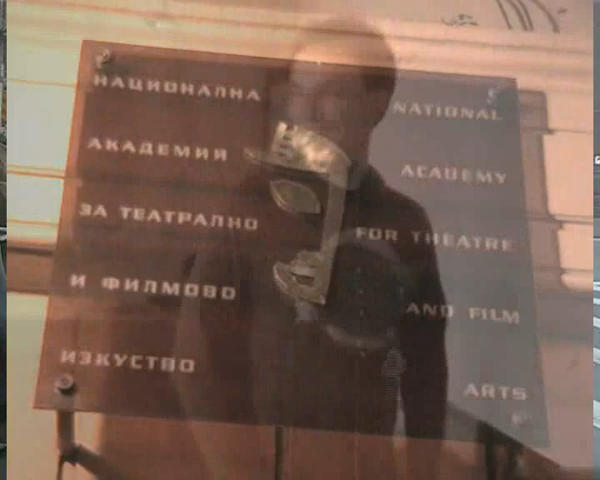 НАЦИОНАЛНА
АКАДЕМИЯ
ЗА ТЕАТРАЛНО
И ФИЛМОВО
ИЗКУСТВО
NATIONAL
ACADEMY
FOR THEATRE
AND FILM
ARTS